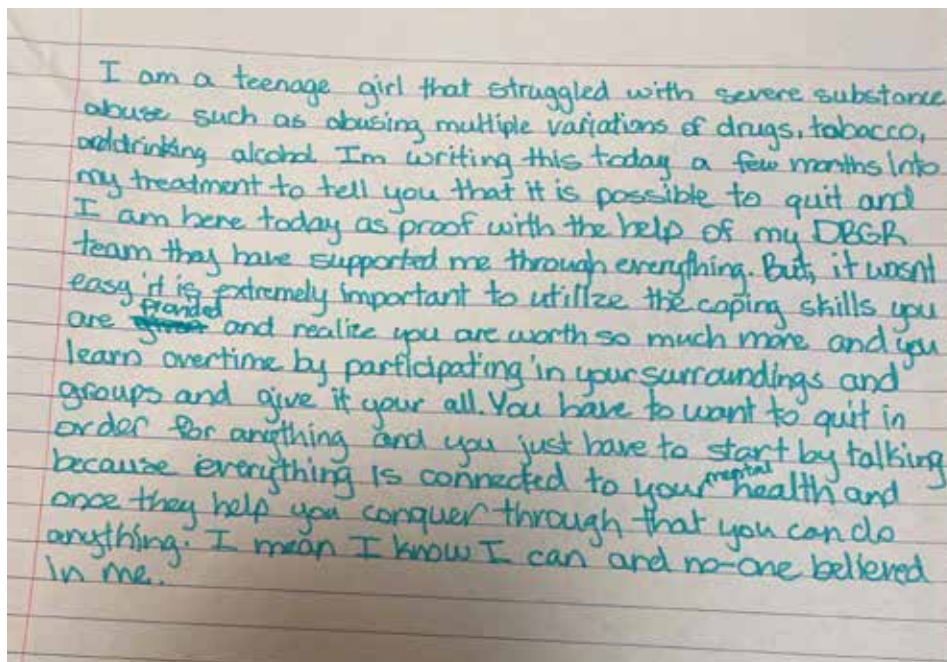 I am a teenage girl that struggled with severe substance
abuse such as abusing multiple variations of drugs, tobacco,
and drinking alcohol. Im writing this today a few months into
my treatment to tell you that it is possible to quit and
I am here today as proof with the help of my DBGR
team they have supported me through everything. But, it wasnt
easy it is extremely important to utilize the coping skills you
are and realize you are worth so much more and you
learn overtime by participating in your surroundings and
groups and give it your all. You have to want to quit in
order for anything and you just have to start by talking
because everything is connected to your mental health and
once they help you conquer through that you can do
anything. I mean I know I can and no-one believed
in me.